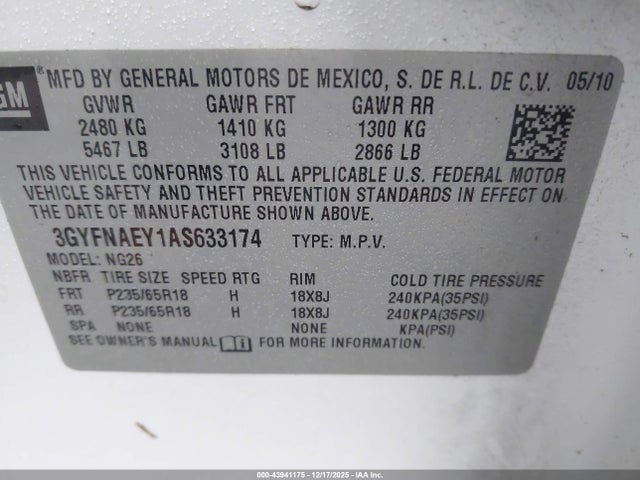 GM ® MFD BY GENERAL MOTORS DE MEXICO, S. DE R.L. DE C.V. 05/10
GVWR GAWR FRT GAWR RR
2480 KG 1410 KG 1300 KG
5467 LB 3108 LB 2866 LB
THIS VEHICLE CONFORMS TO ALL APPLICABLE U.S. FEDERAL MOTOR
VEHICLE SAFETY AND THEFT PREVENTION STANDARDS IN EFFECT ON
THE DATE OF MANUFACTURE SHOWN ABOVE.
3GYFNAEY1AS633174 TYPE: M.P.V.
MODEL: NG26
NBFR TIRE SIZE SPEED RTG RIM COLD TIRE PRESSURE
FRT P235/65R18 H 18X8J 240KPA(35PSI)
RR P235/65R18 H 18X8J 240KPA(35PSI)
SPA NONE NONE KPA(PSI)
SEE OWNER'S MANUAL FOR MORE INFORMATION.
000-43941175 - 12/17/2025 - IAAI, Inc.